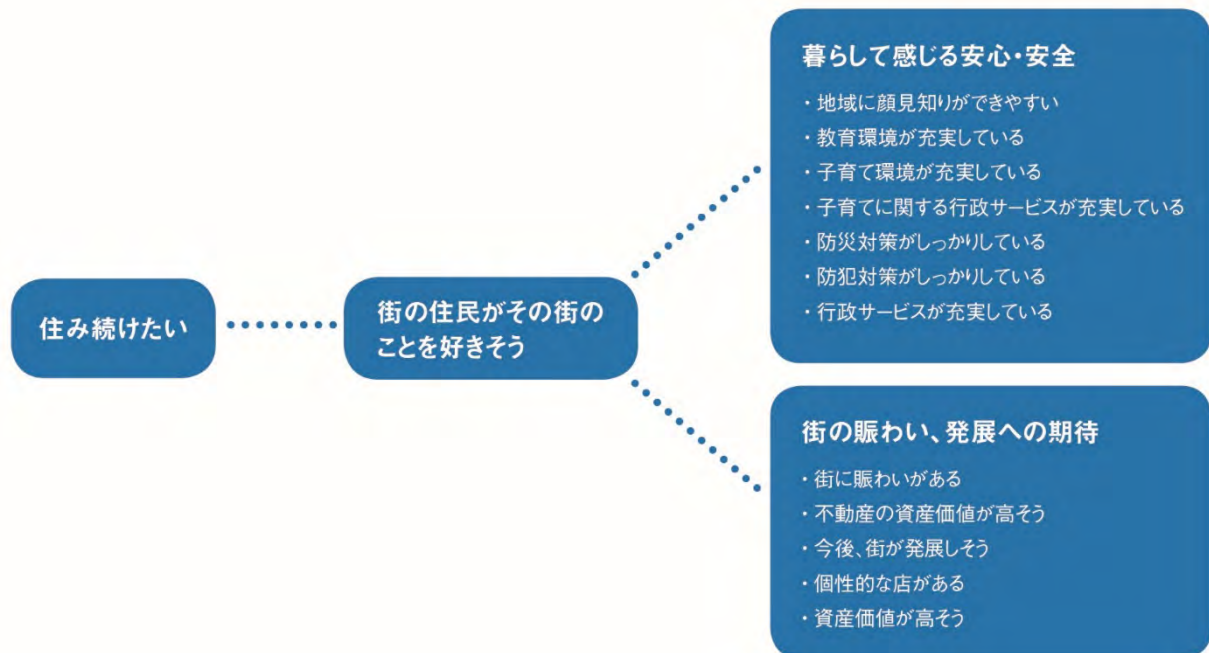 住み続けたい
街の住民がその街の
ことを好きそう
暮らして感じる安心・安全
・地域に顔見知りができやすい
・教育環境が充実している
・子育て環境が充実している
・子育てに関する行政サービスが充実している
・防災対策がしっかりしている
・防犯対策がしっかりしている
・行政サービスが充実している
街の賑わい、発展への期待
・街に賑わいがある
・不動産の資産価値が高そう
・今後、街が発展しそう
・個性的な店がある
・資産価値が高そう